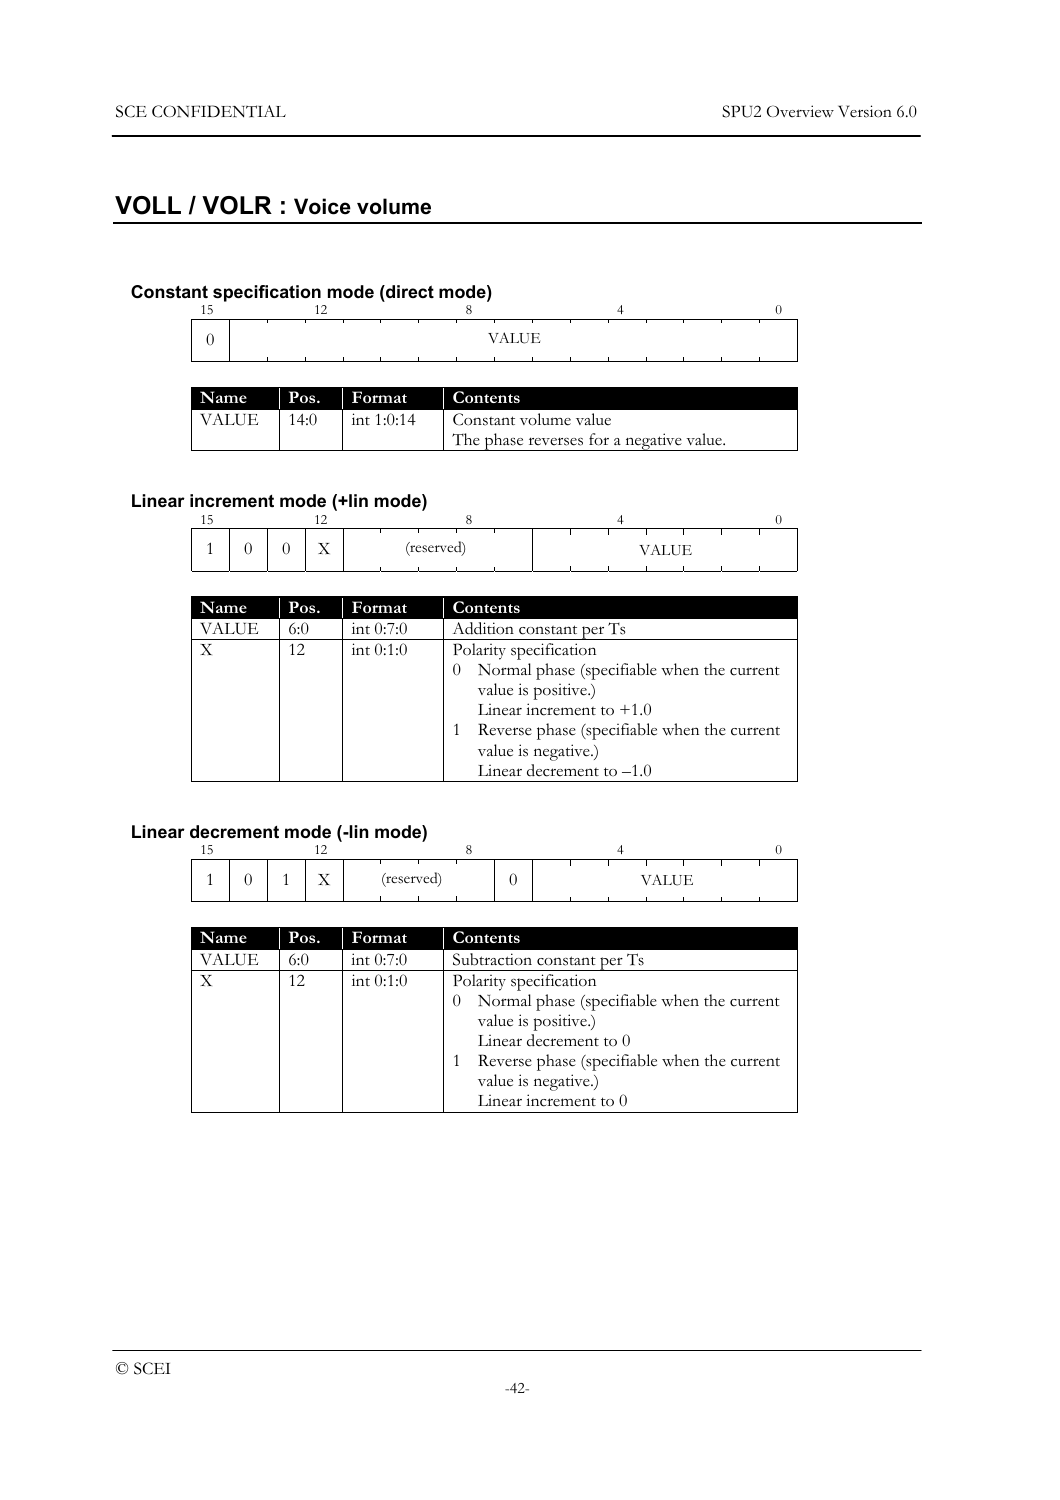 SCE CONFIDENTIAL SPU2 Overview Version 6.0
VOLL / VOLR : Voice volume
Constant specification mode (direct mode)
15 12 8 4 0
0 VALUE
Name Pos. Format Contents
VALUE 14:0 int 1:0:14 Constant volume value
The phase reverses for a negative value.
Linear increment mode (+lin mode)
15 12 8 4 0
1 0 0 X (reserved) VALUE
Name Pos. Format Contents
VALUE 6:0 int 0:7:0 Addition constant per Ts
X 12 int 0:1:0 Polarity specification
0 Normal phase (specifiable when the current
value is positive.)
Linear increment to +1.0
1 Reverse phase (specifiable when the current
value is negative.)
Linear decrement to –1.0
Linear decrement mode (-lin mode)
15 12 8 4 0
1 0 1 X (reserved) 0 VALUE
Name Pos. Format Contents
VALUE 6:0 int 0:7:0 Subtraction constant per Ts
X 12 int 0:1:0 Polarity specification
0 Normal phase (specifiable when the current
value is positive.)
Linear decrement to 0
1 Reverse phase (specifiable when the current
value is negative.)
Linear increment to 0
© SCEI
-42-